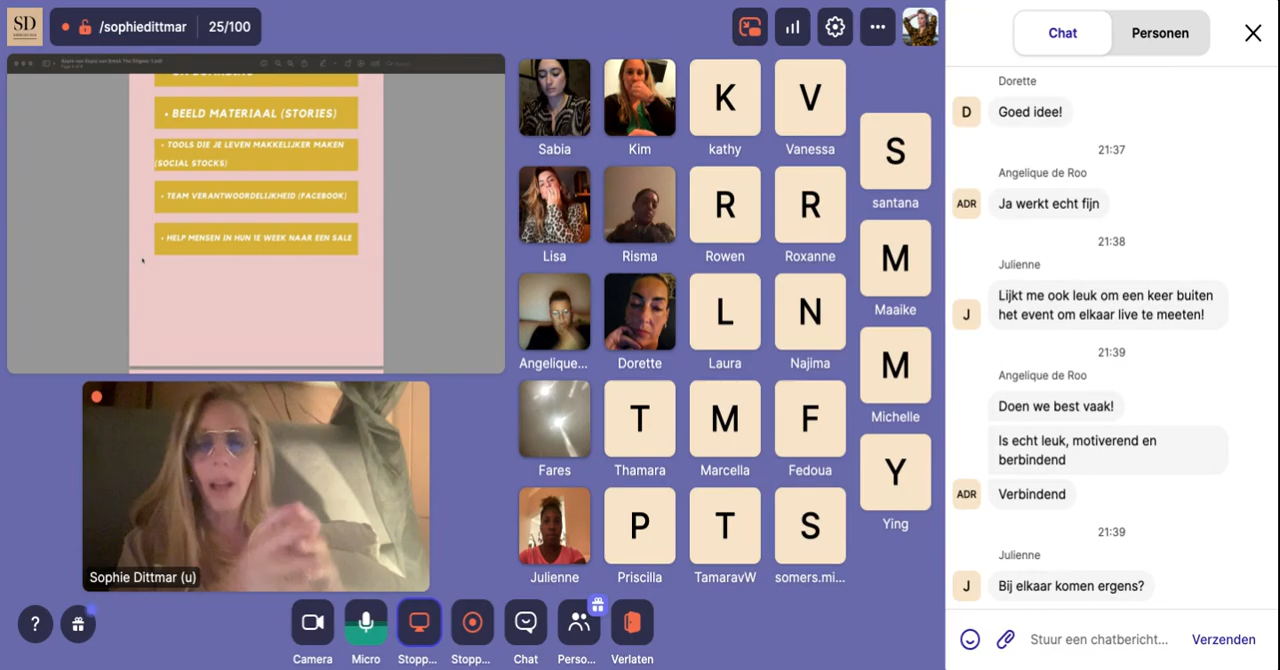 SD
/sophiedittmar
25/100
• BEELD MATERIAAL (STORIES)
• TOOLS DIE JE LEVEN MAKKELIJKER MAKEN
(SOCIAL STOCKS)
• TEAM VERANTWOORDELIJKHEID (FACEBOOK)
• HELP MENSEN IN HUN 1E WEEK NAAR EEN SALE
Sophie Dittmar (u)
Sabia
Kim
K
kathy
V
Vanessa
Lisa
Risma
R
Rowen
R
Roxanne
Angelique...
Dorette
L
Laura
N
Najima
Fares
T
Thamara
M
Marcella
F
Fedoua
Julienne
P
Priscilla
T
TamaravW
S
somers.mi...
S
santana
M
Maaike
M
Michelle
Y
Ying
?
Camera
Micro
Stopp...
Stopp...
Chat
Perso...
Verlaten
Chat
Personen
Dorette
D
Goed idee!
21:37
Angelique de Roo
ADR
Ja werkt echt fijn
21:38
Julienne
Lijkt me ook leuk om een keer buiten
het event om elkaar live te meeten!
J
21:39
Angelique de Roo
Doen we best vaak!
Is echt leuk, motiverend en
berbindend
ADR
Verbindend
21:39
Julienne
J
Bij elkaar komen ergens?
Stuur een chatbericht...
Verzenden